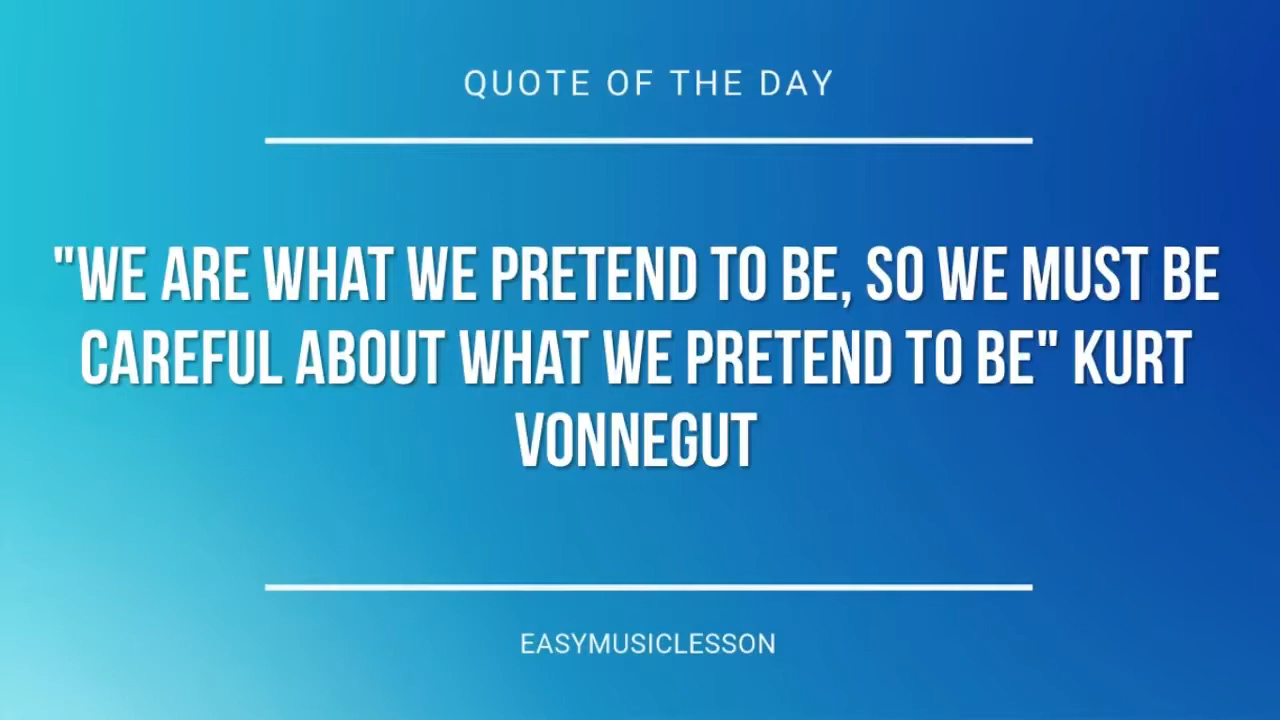 QUOTE OF THE DAY
"WE ARE WHAT WE PRETEND TO BE, SO WE MUST BE
CAREFUL ABOUT WHAT WE PRETEND TO BE" KURT
VONNEGUT
EASYMUSICLESSON